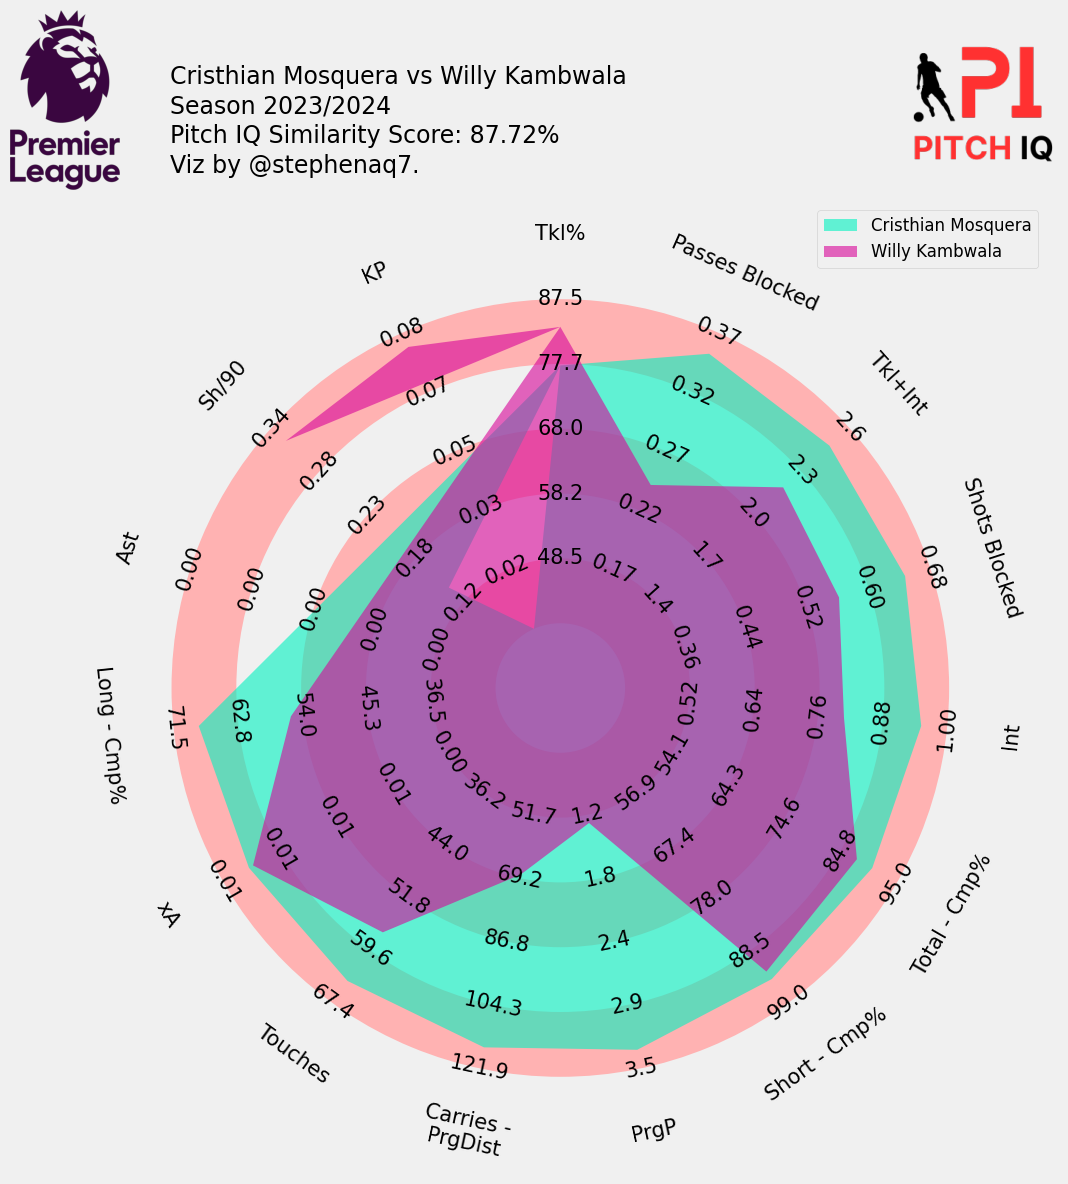 Cristhian Mosquera vs Willy Kambwala
Season 2023/2024
Pitch IQ Similarity Score: 87.72%
Viz by @stephenaq7.
Premier
League
PI
PITCH IQ
Cristhian Mosquera
Willy Kambwala
Tkl%
87.5
77.7
68.0
58.2
48.5
Passes Blocked
0.37
0.32
0.27
0.22
0.17
Tkl+Int
2.6
2.3
2.0
1.7
1.4
Shots Blocked
0.68
0.60
0.52
0.44
0.36
Int
1.00
0.88
0.76
0.64
0.52
Total - Cmp%
95.0
84.8
74.6
64.3
54.1
Short - Cmp%
99.0
88.5
78.0
67.4
56.9
PrgP
3.5
2.9
2.4
1.8
1.2
Carries -
PrgDist
121.9
104.3
86.8
69.2
51.7
Touches
67.4
59.6
51.8
44.0
36.2
xA
0.01
0.01
0.01
0.01
0.00
Long - Cmp%
71.5
62.8
54.0
45.3
36.5
Ast
0.00
0.00
0.00
0.00
0.00
Sh/90
0.34
0.28
0.23
0.18
0.12
KP
0.08
0.07
0.05
0.03
0.02